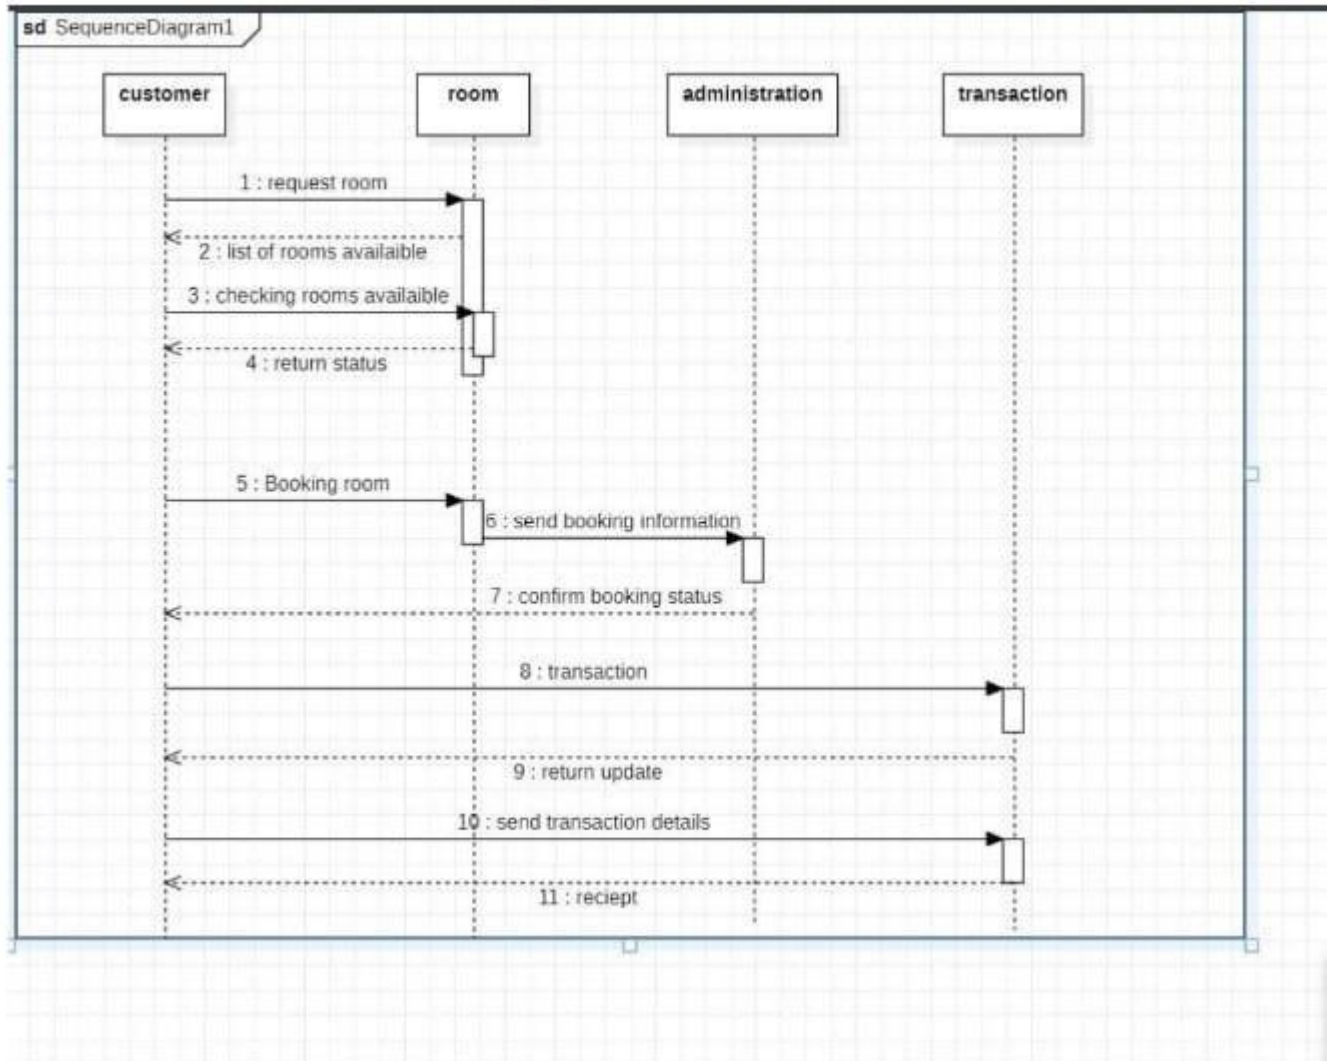 sd SequenceDiagram1
customer
room
administration
transaction
1 : request room
2 : list of rooms availaible
3 : checking rooms availaible
4 : return status
5 : Booking room
6 : send booking information
7 : confirm booking status
8 : transaction
9 : return update
10 : send transaction details
11 : reciept